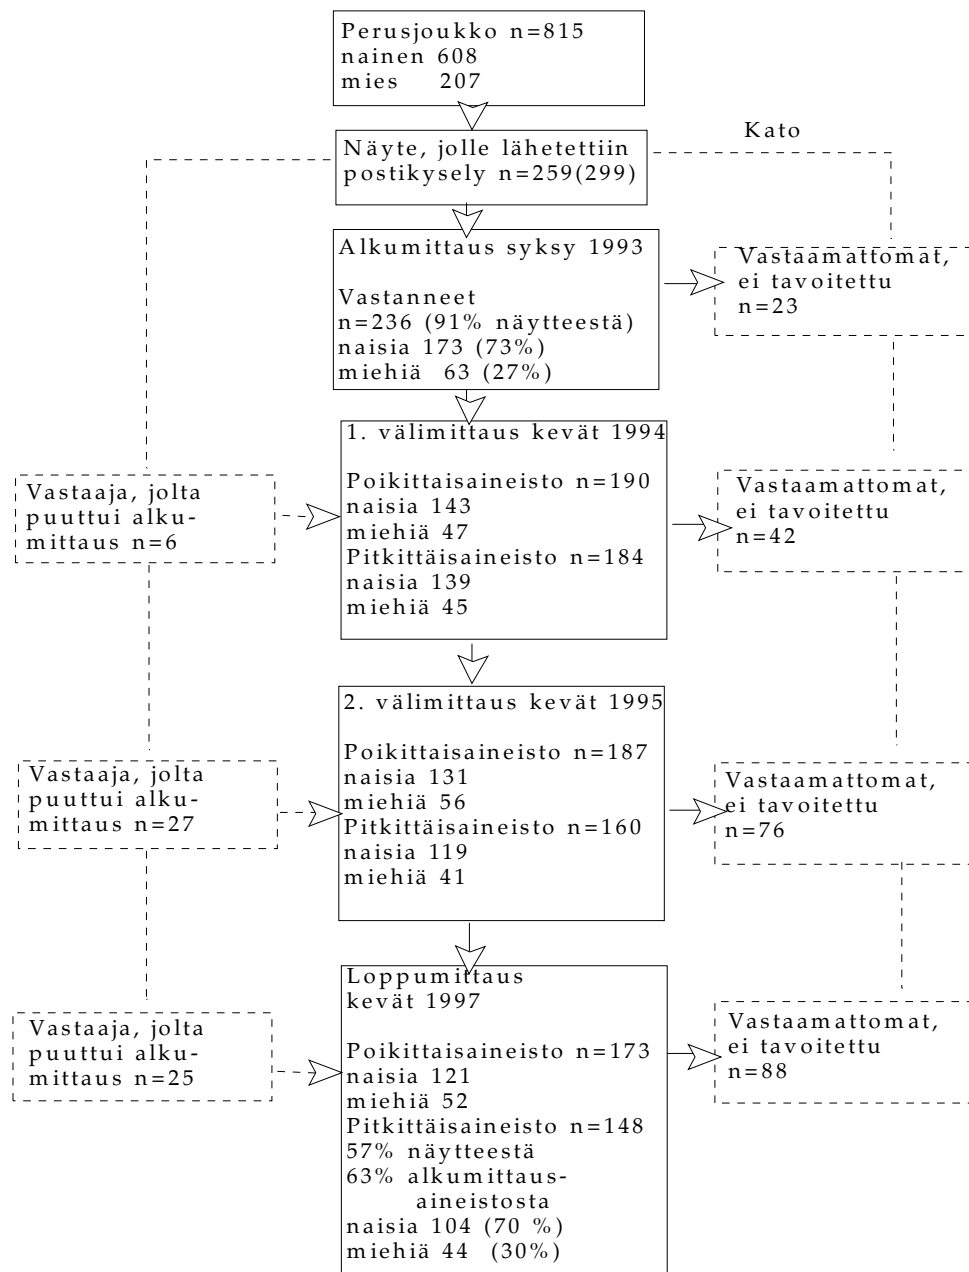 Perusjoukko n=815
nainen 608
mies 207
Kato
Näyte, jolle lähetettiin
postikysely n=259(299)
Alkumittaus syksy 1993
Vastanneet
n=236 (91% näytteestä)
naisia 173 (73%)
miehiä 63 (27%)
Vastaamattomat,
ei tavoitettu
n=23
1. välimittaus kevät 1994
Poikittaisaineisto n=190
naisia 143
miehiä 47
Pitkittäisaineisto n=184
naisia 139
miehiä 45
Vastaaja, jolta
puuttui alku-
mittaus n=6
Vastaamattomat,
ei tavoitettu
n=42
2. välimittaus kevät 1995
Poikittaisaineisto n=187
naisia 131
miehiä 56
Pitkittäisaineisto n=160
naisia 119
miehiä 41
Vastaaja, jolta
puuttui alku-
mittaus n=27
Vastaamattomat,
ei tavoitettu
n=76
Loppumittaus
kevät 1997
Poikittaisaineisto n=173
naisia 121
miehiä 52
Pitkittäisaineisto n=148
57% näytteestä
63% alkumittaus-
aineistosta
naisia 104 (70 %)
miehiä 44 (30%)
Vastaaja, jolta
puuttui alku-
mittaus n=25
Vastaamattomat,
ei tavoitettu
n=88